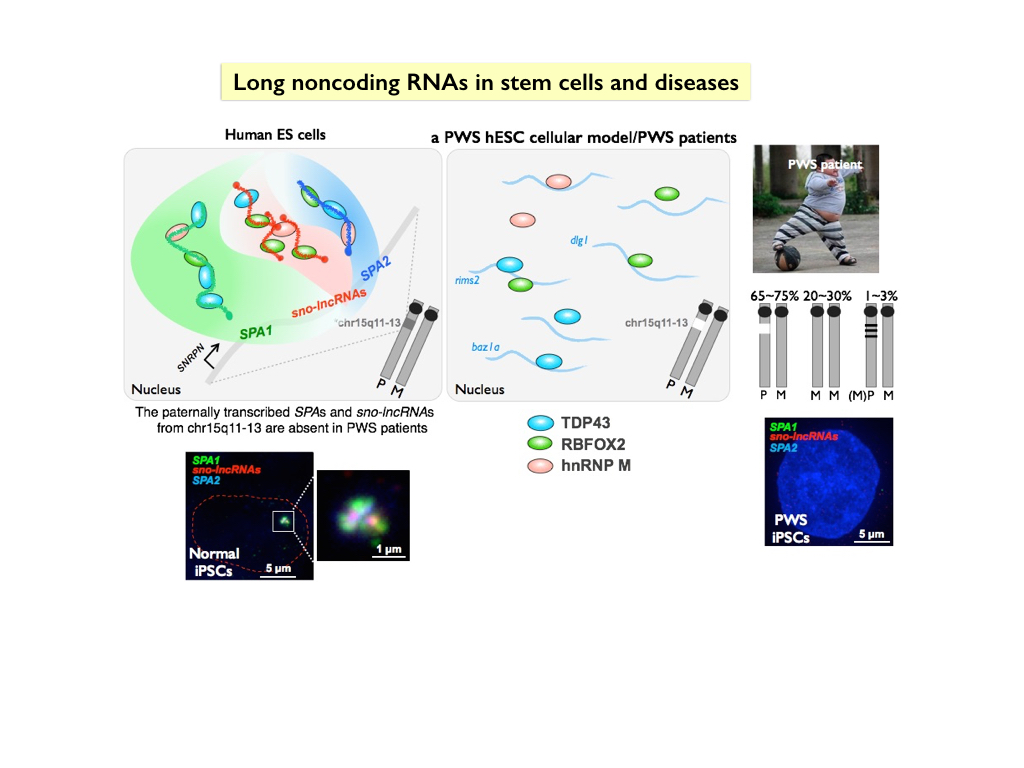 Long noncoding RNAs in stem cells and diseases
Human ES cells
a PWS hESC cellular model/PWS patients
PWS patient
SPA2
sno-lncRNAs
SPA1
chr15q11-13
SNRPN
P
M
Nucleus
dlg1
rims2
baz1a
chr15q11-13
P
M
Nucleus
65~75% 20~30% 1~3%
P M M M (M)P M
The paternally transcribed SPAs and sno-lncRNAs
from chr15q11-13 are absent in PWS patients
TDP43
RBFOX2
hnRNP M
SPA1
sno-lncRNAs
SPA2
Normal
iPSCs
5 µm
1 µm
SPA1
sno-lncRNAs
SPA2
PWS
iPSCs
5 µm